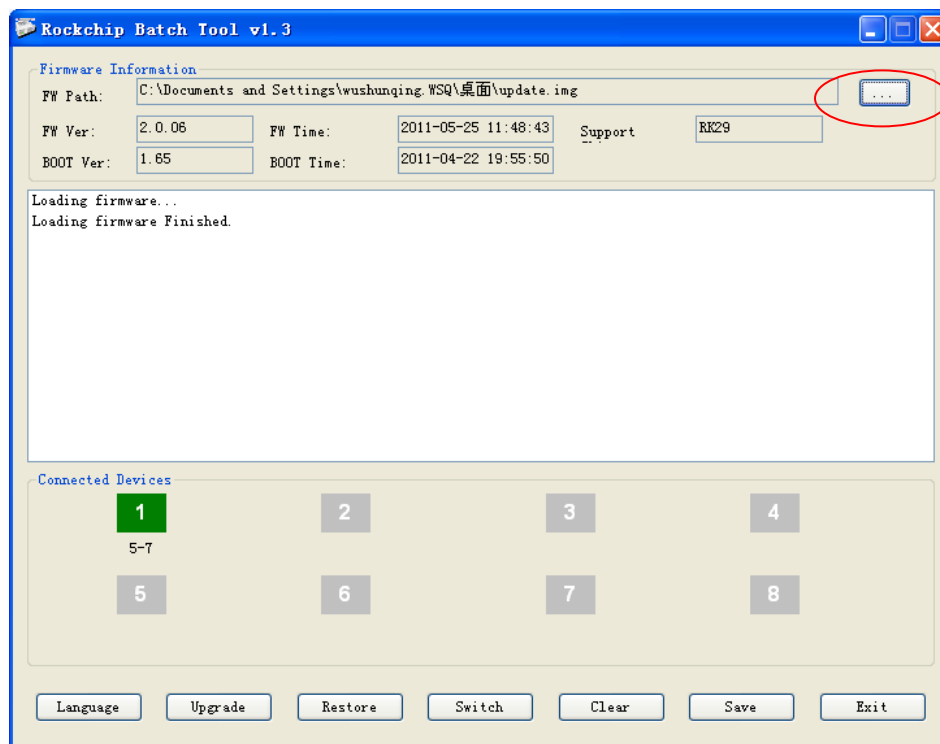 Rockchip Batch Tool v1.3
Firmware Information
FW Path: C:\Documents and Settings\wushunqing.WSQ\桌面\update.img ...
FW Ver: 2.0.06 FW Time: 2011-05-25 11:48:43 Support RK29
BOOT Ver: 1.65 BOOT Time: 2011-04-22 19:55:50
Loading firmware...
Loading firmware Finished.
Connected Devices
1 2 3 4
5-7
5 6 7 8
Language Upgrade Restore Switch Clear Save Exit